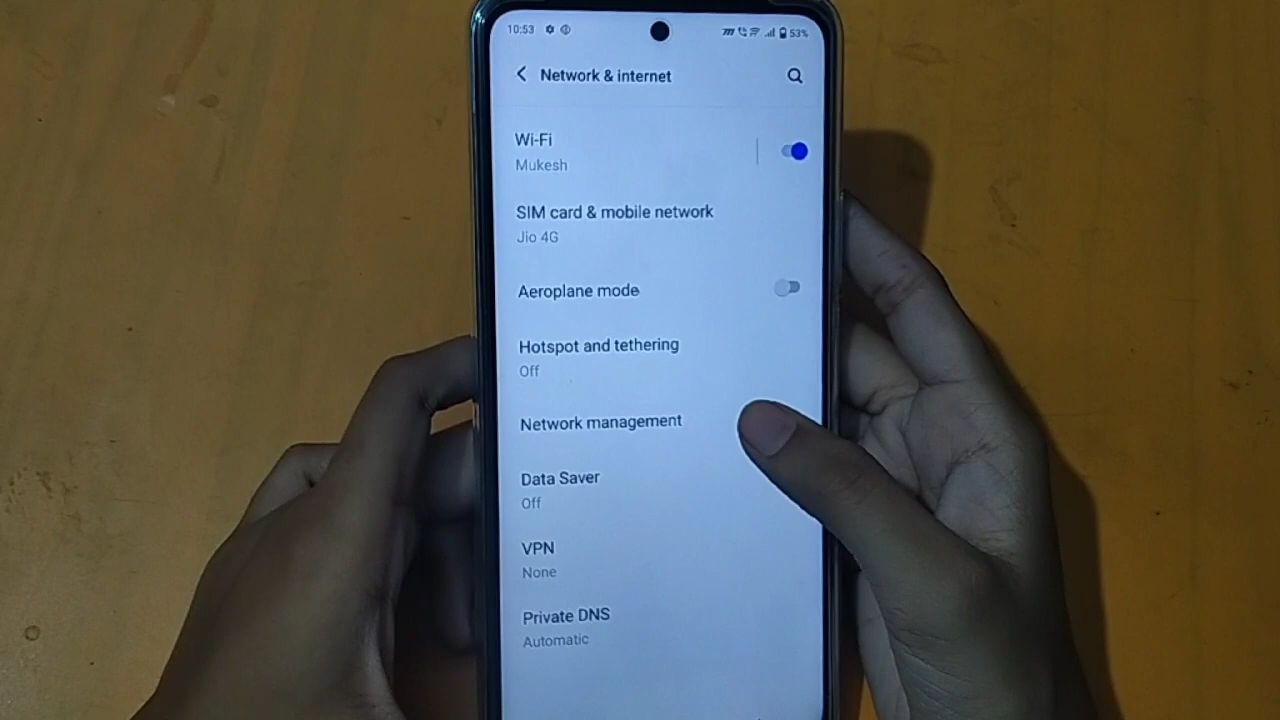 10:53 53%
Network & internet
Wi-Fi
Mukesh
SIM card & mobile network
Jio 4G
Aeroplane mode
Hotspot and tethering
Off
Network management
Data Saver
Off
VPN
None
Private DNS
Automatic